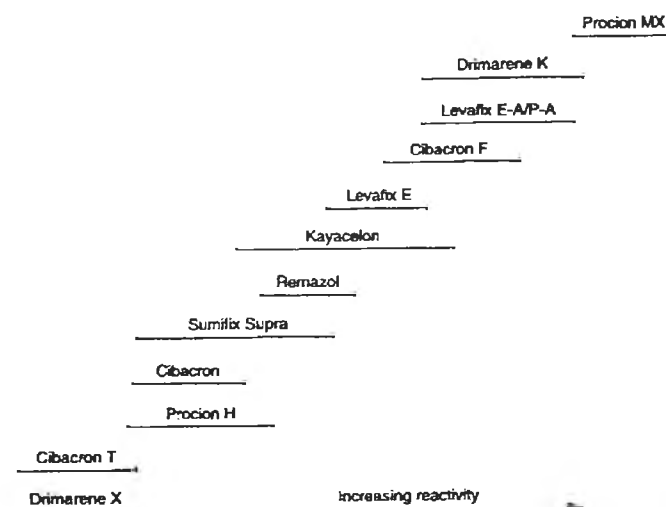 Procion MX
Drimarene K
Levafix E-A/P-A
Cibacron F
Levafix E
Kayacelon
Remazol
Sumifix Supra
Cibacron
Procion H
Cibacron T
Drimarene X
Increasing reactivity